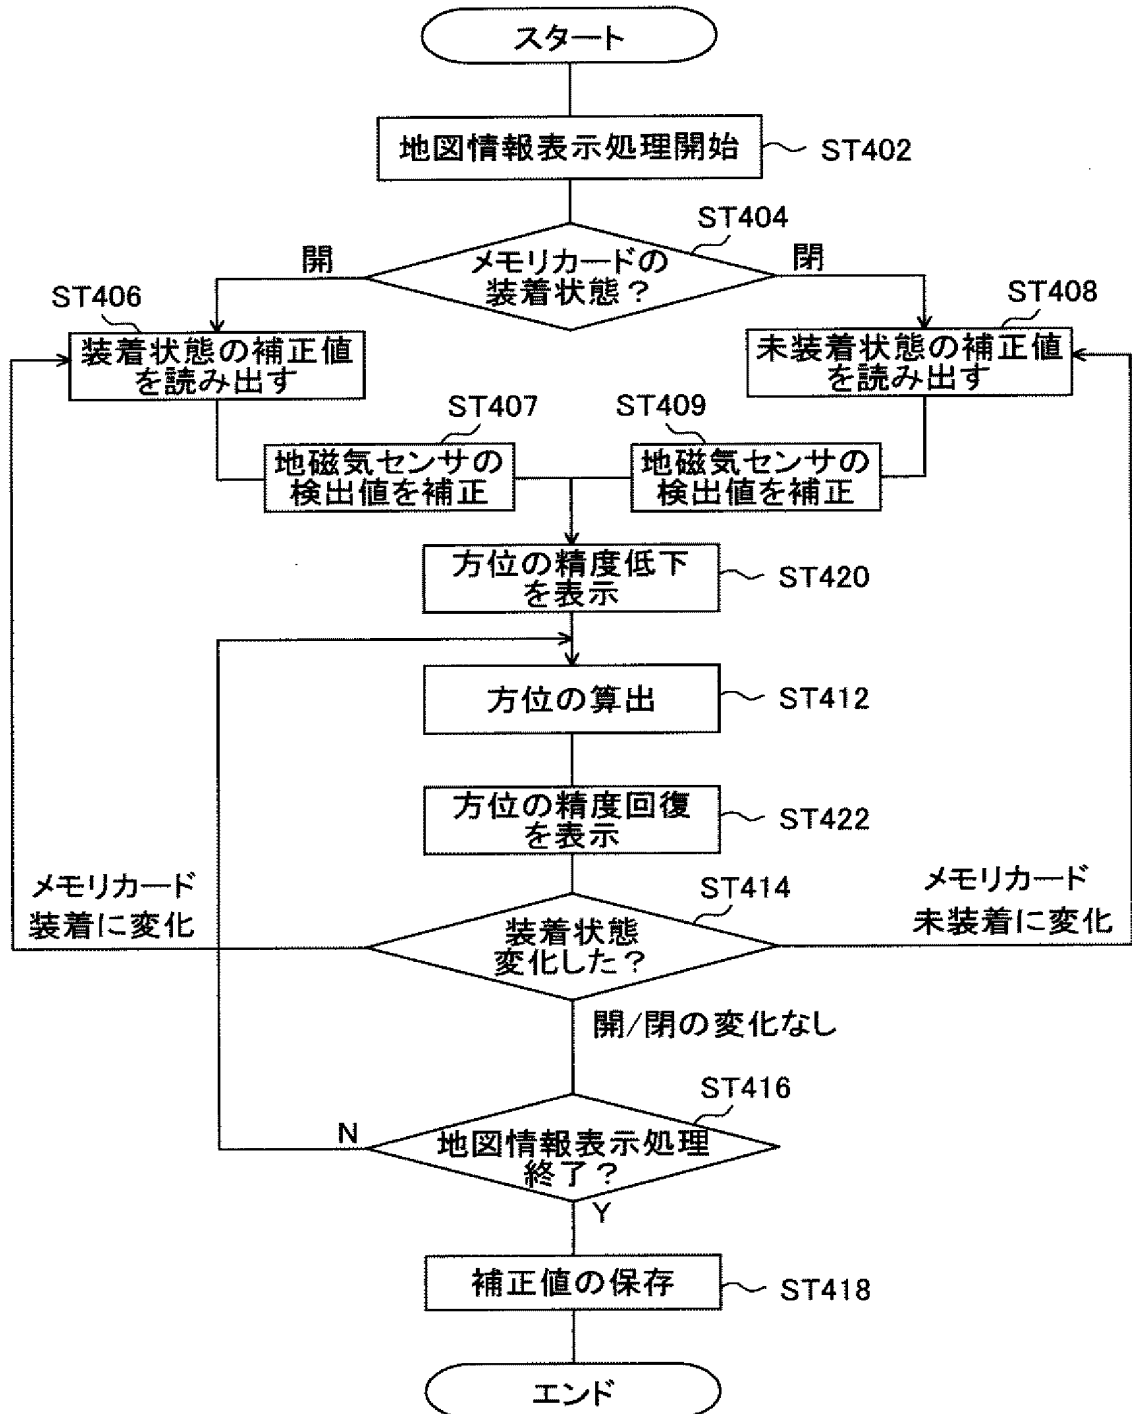 スタート
地図情報表示処理開始
ST402
ST404
メモリカードの
装着状態？
開
閉
ST406
装着状態の補正値
を読み出す
ST408
未装着状態の補正値
を読み出す
ST407
地磁気センサの
検出値を補正
ST409
地磁気センサの
検出値を補正
方位の精度低下
を表示
ST420
方位の算出
ST412
方位の精度回復
を表示
ST422
ST414
装着状態
変化した？
メモリカード
装着に変化
メモリカード
未装着に変化
開/閉の変化なし
ST416
地図情報表示処理
終了？
N
Y
補正値の保存
ST418
エンド